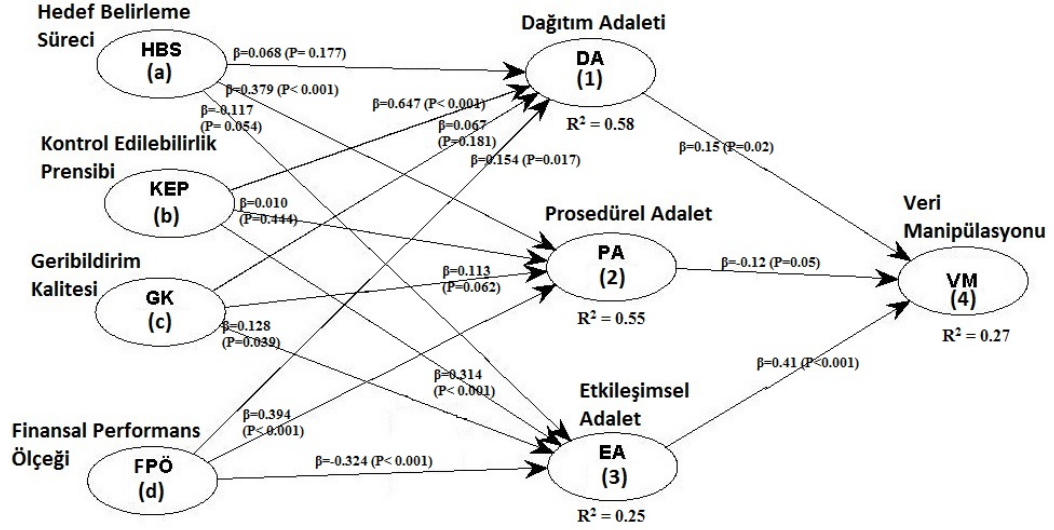 Hedef Belirleme
Süreci
HBS
(a)
Dağıtım Adaleti
DA
(1)
R² = 0.58
β=0.068 (P= 0.177)
β=0.379 (P< 0.001)
β=-0.117
(P= 0.054)
β=0.647 (P< 0.001)
β=0.067
(P=0.181)
β=0.154 (P=0.017)
Kontrol Edilebilirlik
Prensibi
KEP
(b)
β=0.010
(P=0.444)
β=0.15 (P=0.02)
Prosedürel Adalet
PA
(2)
R² = 0.55
Veri
Manipülasyonu
VM
(4)
R² = 0.27
β=-0.12 (P=0.05)
Geribildirim
Kalitesi
GK
(c)
β=0.113
(P=0.062)
β=0.128
(P=0.039)
β=0.314
(P< 0.001)
β=0.41 (P<0.001)
Etkileşimsel
Adalet
EA
(3)
R² = 0.25
Finansal Performans
Ölçeği
FPÖ
(d)
β=0.394
(P< 0.001)
β=-0.324 (P< 0.001)